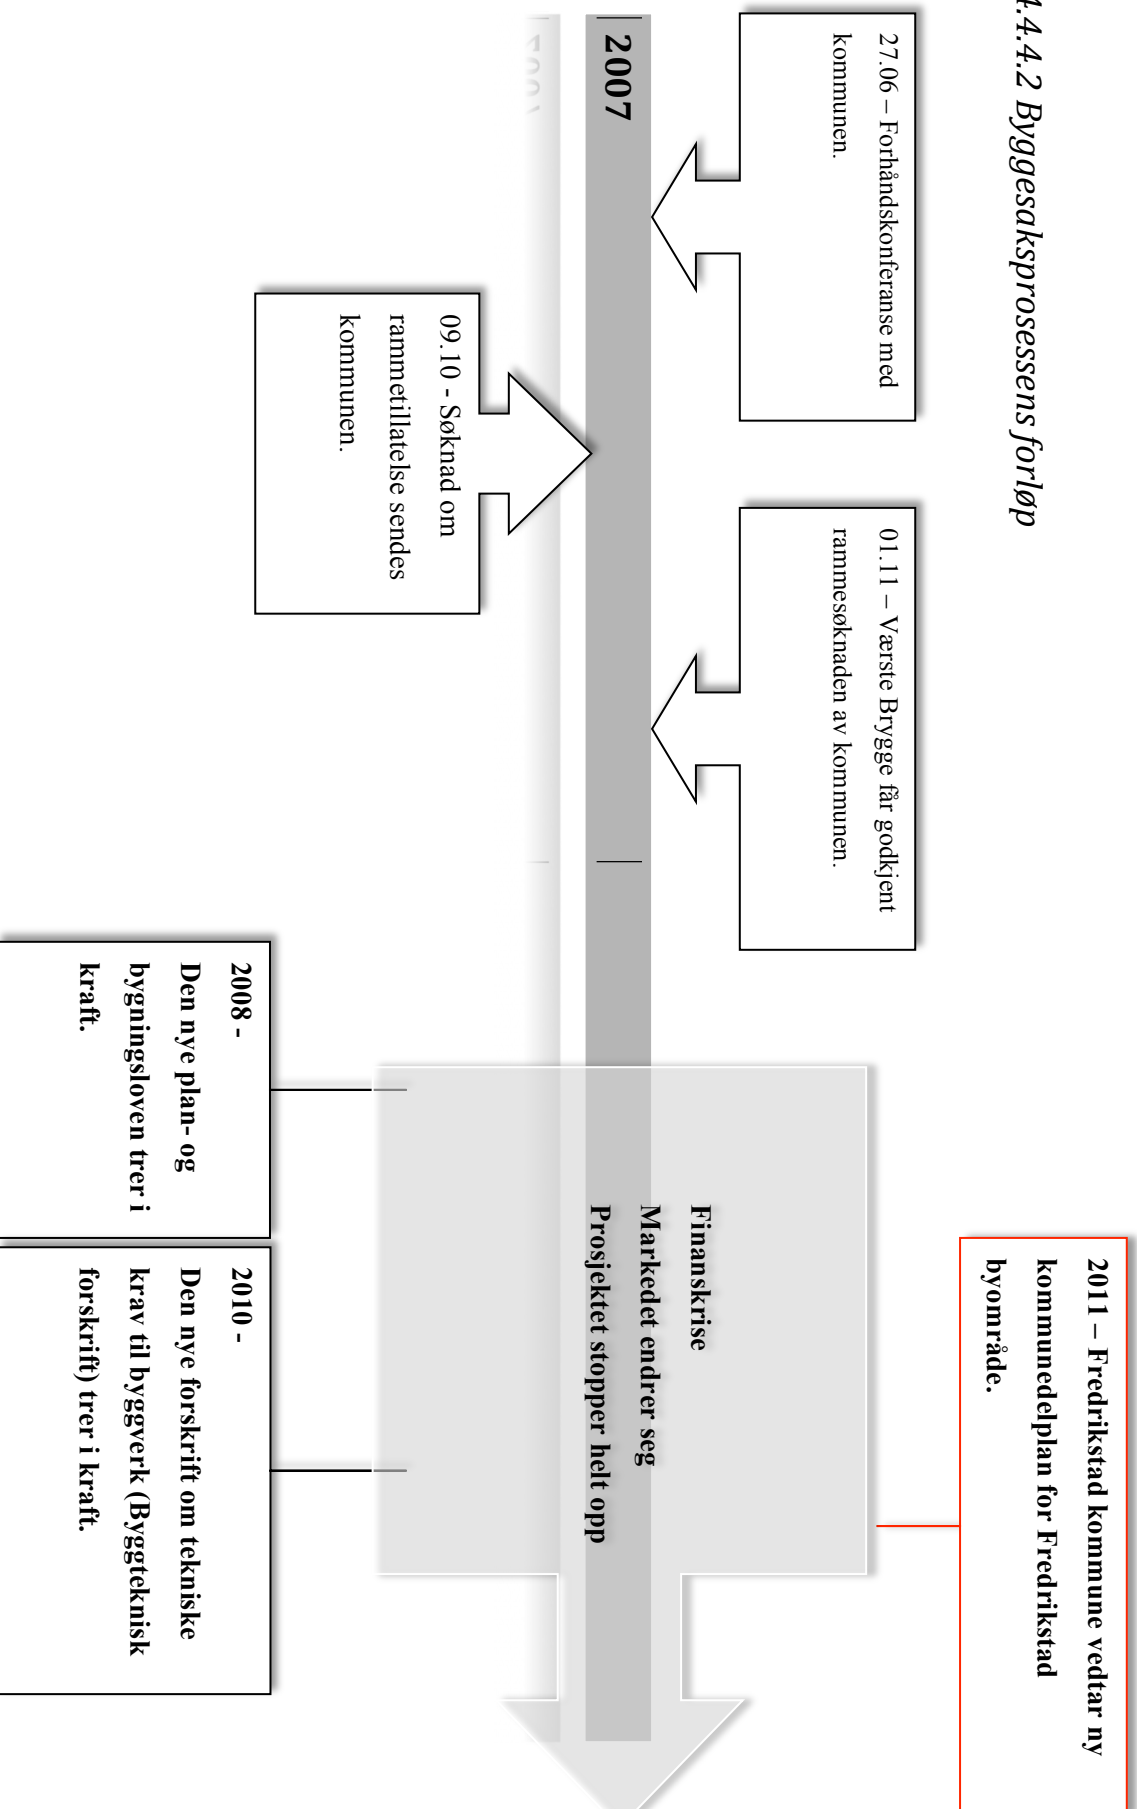 4.4.4.2 Byggesaksprosessens forløp
27.06 – Forhåndskonferanse med
kommunen.
01.11 – Værste Brygge får godkjent
rammesøknaden av kommunen.
2011 – Fredrikstad kommune vedtar ny
kommunedelplan for Fredrikstad
byområde.
2007
Finanskrise
Markedet endrer seg
Prosjektet stopper helt opp
09.10 - Søknad om
rammetillatelse sendes
kommunen.
2008 -
Den nye plan- og
bygningsloven trer i
kraft.
2010 -
Den nye forskrift om tekniske
krav til byggverk (Byggteknisk
forskrift) trer i kraft.